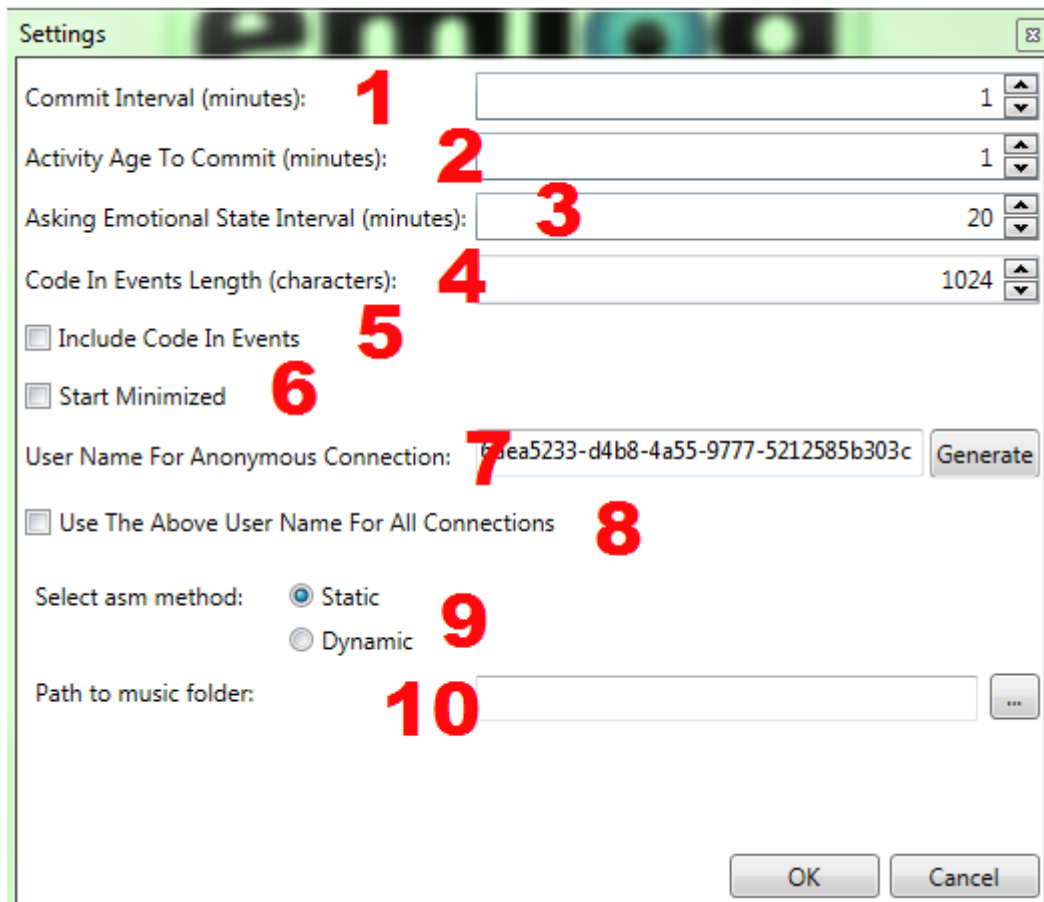 Settings
Commit Interval (minutes): 1 1
Activity Age To Commit (minutes): 2 1
Asking Emotional State Interval (minutes): 3 20
Code In Events Length (characters): 4 1024
Include Code In Events 5
Start Minimized 6
User Name For Anonymous Connection: 7 ea5233-d4b8-4a55-9777-5212585b303c Generate
Use The Above User Name For All Connections 8
Select asm method: Static
Dynamic 9
Path to music folder: 10 ...
OK Cancel